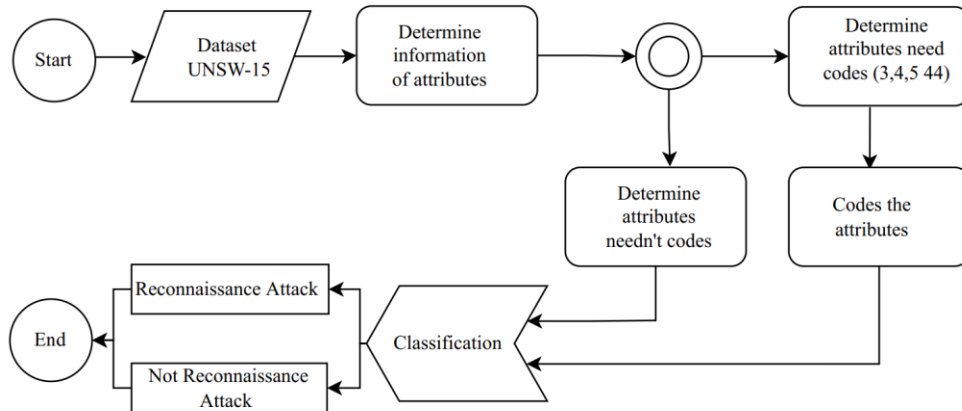 Start
Dataset
UNSW-15
Determine
information
of attributes
Determine
attributes need
codes (3,4,5 44)
Determine
attributes
needn't codes
Codes the
attributes
Reconnaissance Attack
End
Classification
Not Reconnaissance
Attack